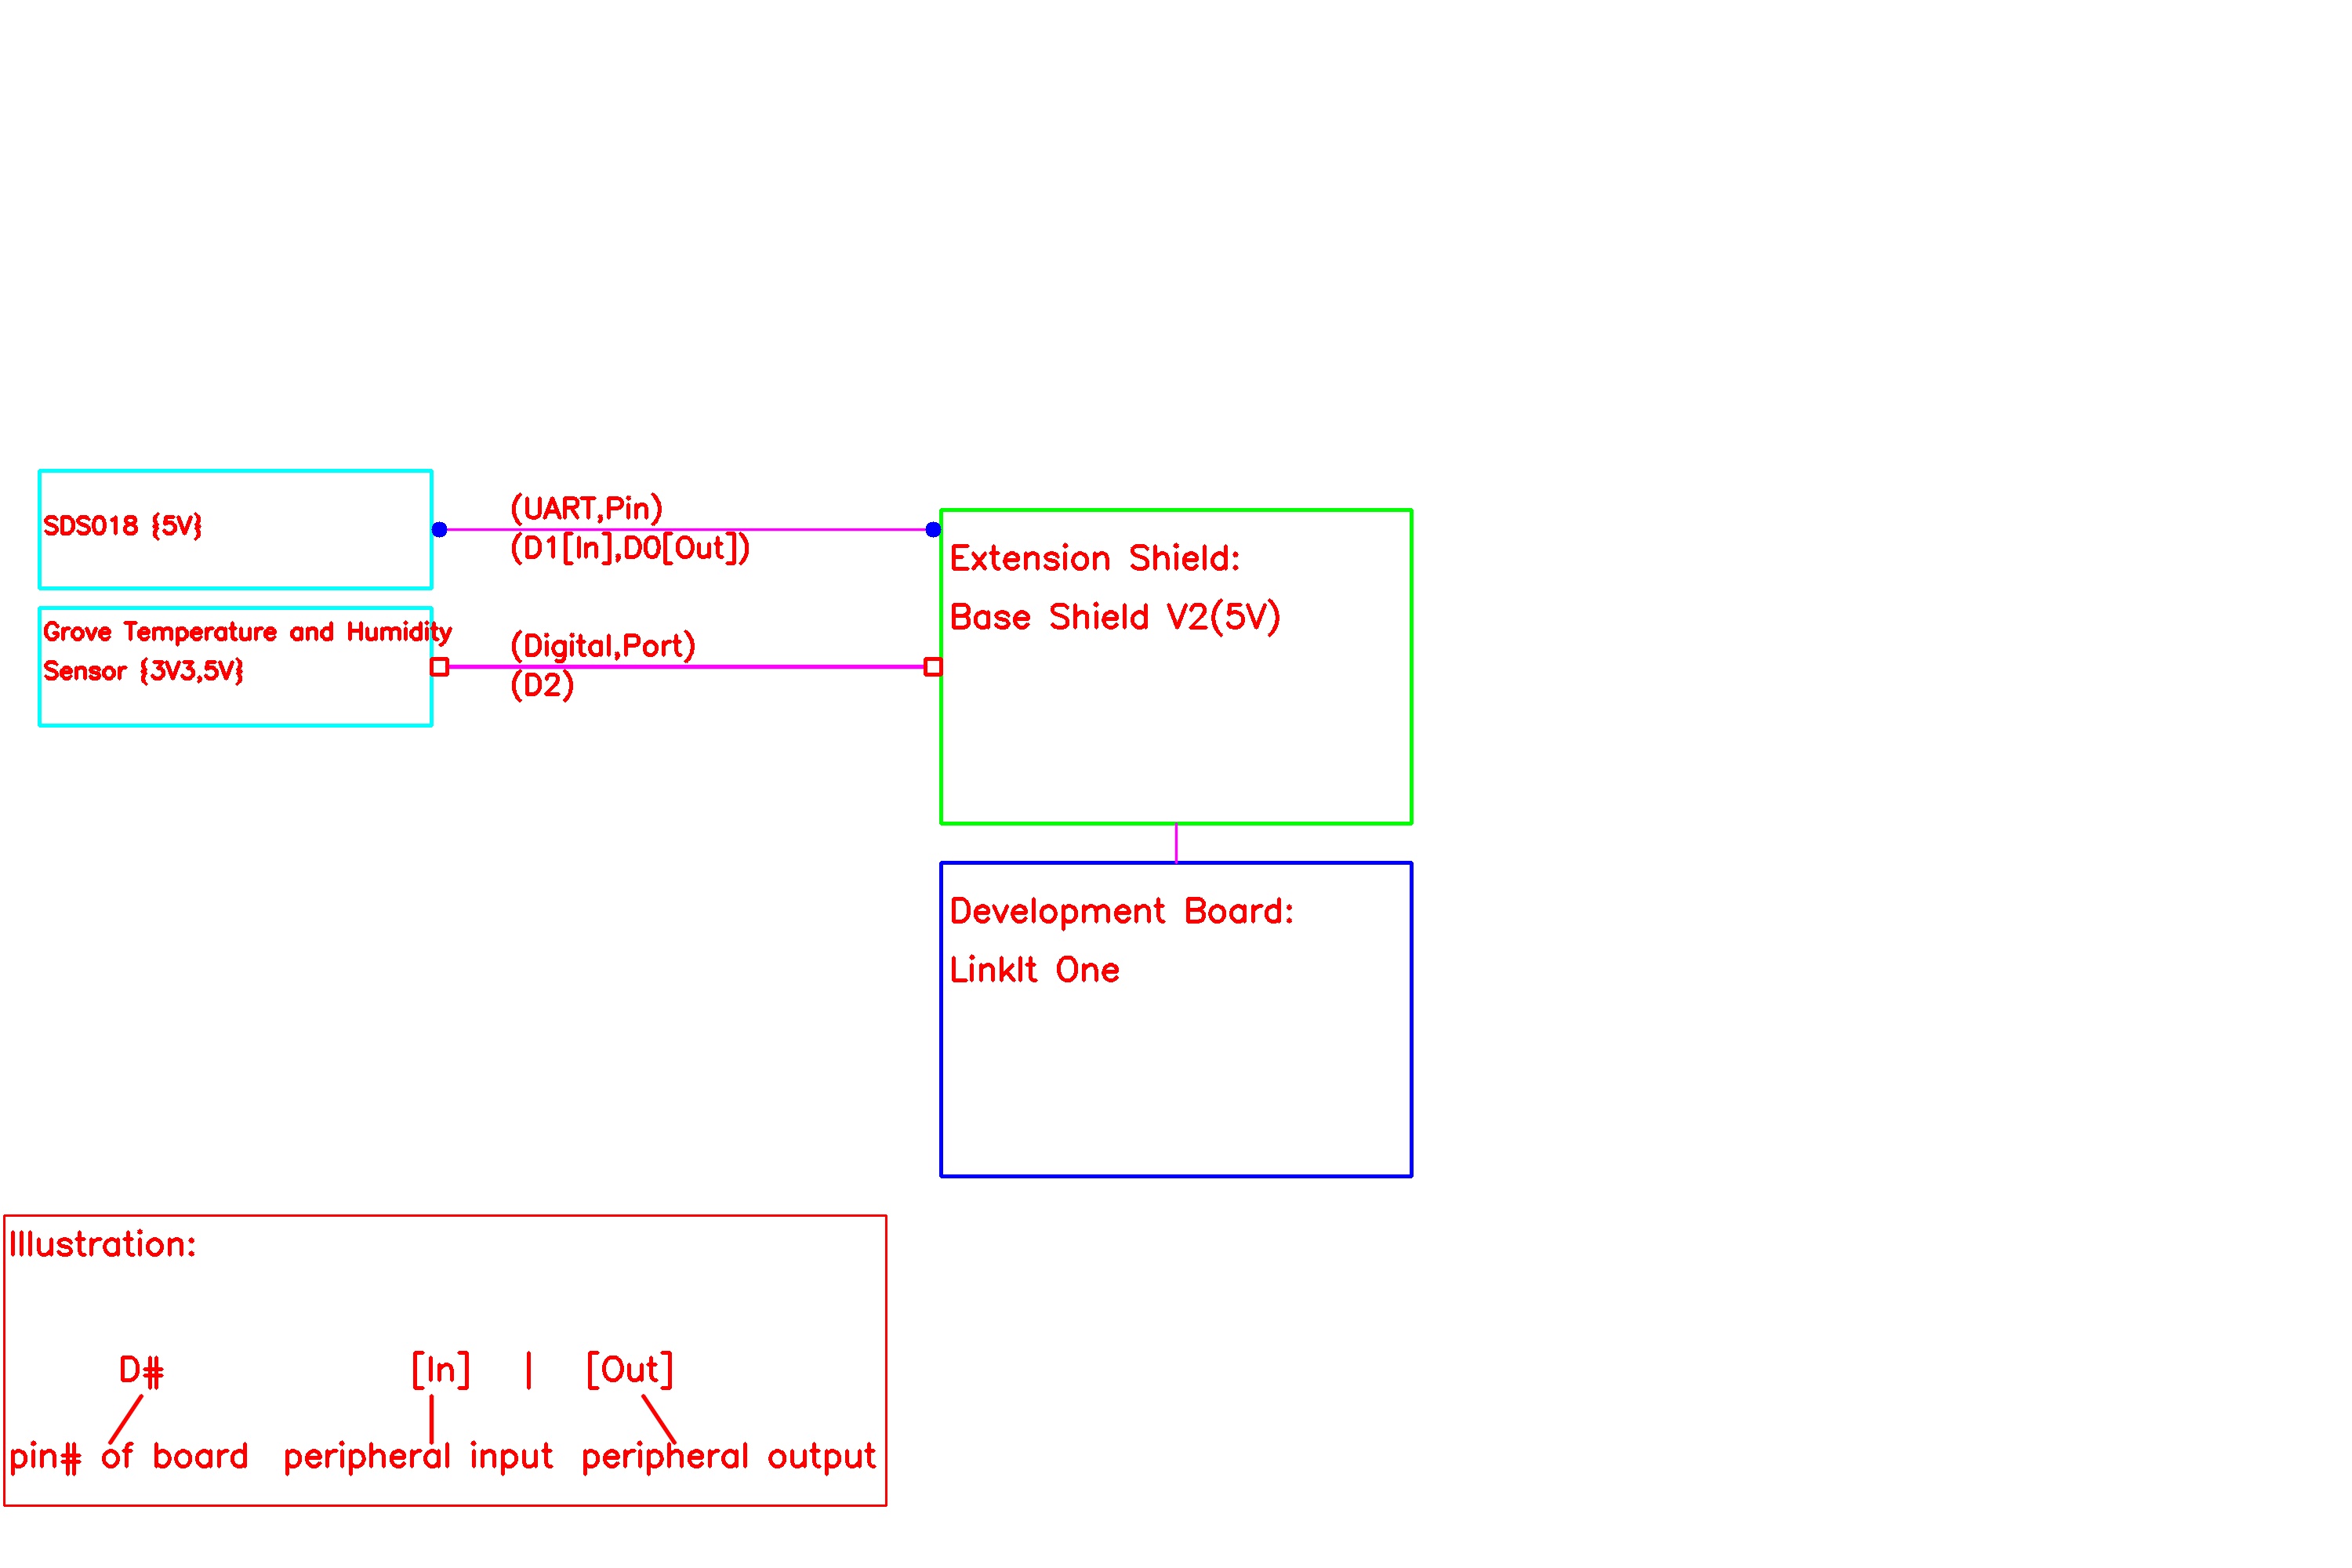 SDS018 {5V}
(UART,Pin)
(D1[In],D0[Out])
Grove Temperature and Humidity
Sensor {3V3,5V}
(Digital,Port)
(D2)
Extension Shield:
Base Shield V2(5V)
Development Board:
LinkIt One
Illustration:
D# [In] | [Out]
pin# of board peripheral input peripheral output